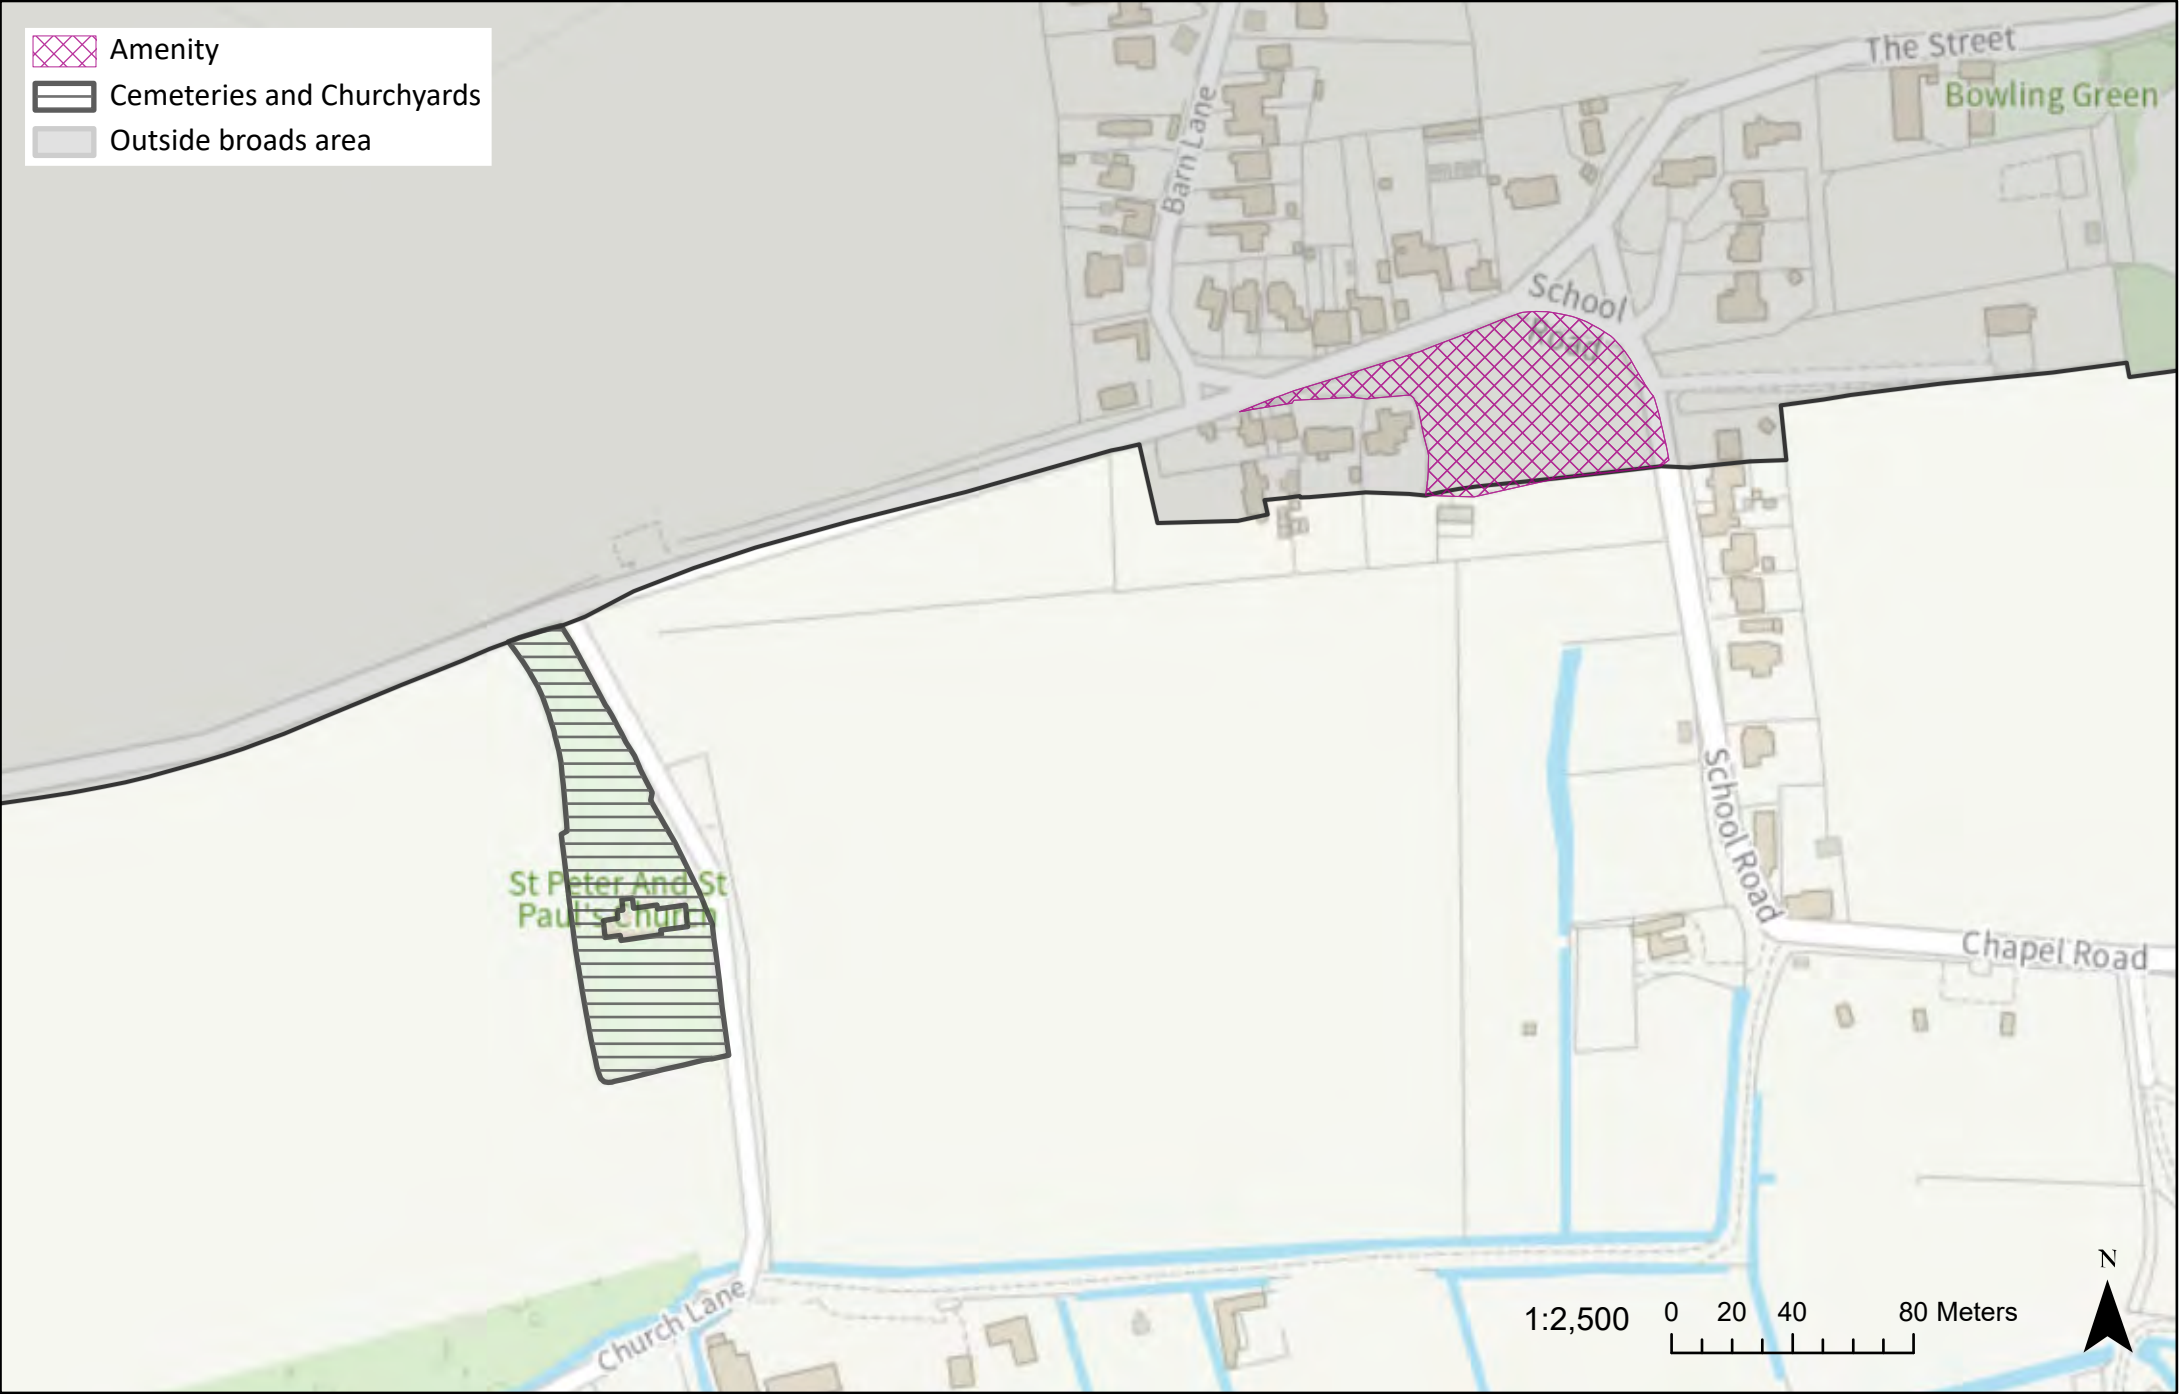 Amenity
Cemeteries and Churchyards
Outside broads area
The Street
Bowling Green
Barn Lane
School
Road
St Peter And St
Paul's Church
School Road
Chapel Road
Church Lane
N
1:2,500 0 20 40 80 Meters